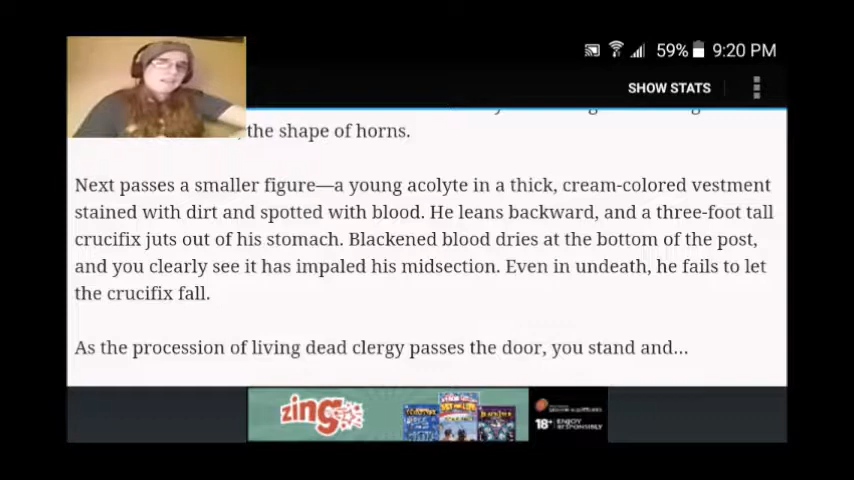 59% 9:20 PM
SHOW STATS
the shape of horns.
Next passes a smaller figure—a young acolyte in a thick, cream-colored vestment
stained with dirt and spotted with blood. He leans backward, and a three-foot tall
crucifix juts out of his stomach. Blackened blood dries at the bottom of the post,
and you clearly see it has impaled his midsection. Even in undeath, he fails to let
the crucifix fall.
As the procession of living dead clergy passes the door, you stand and...
zing
18+ ENJOY
RESPONSIBLY